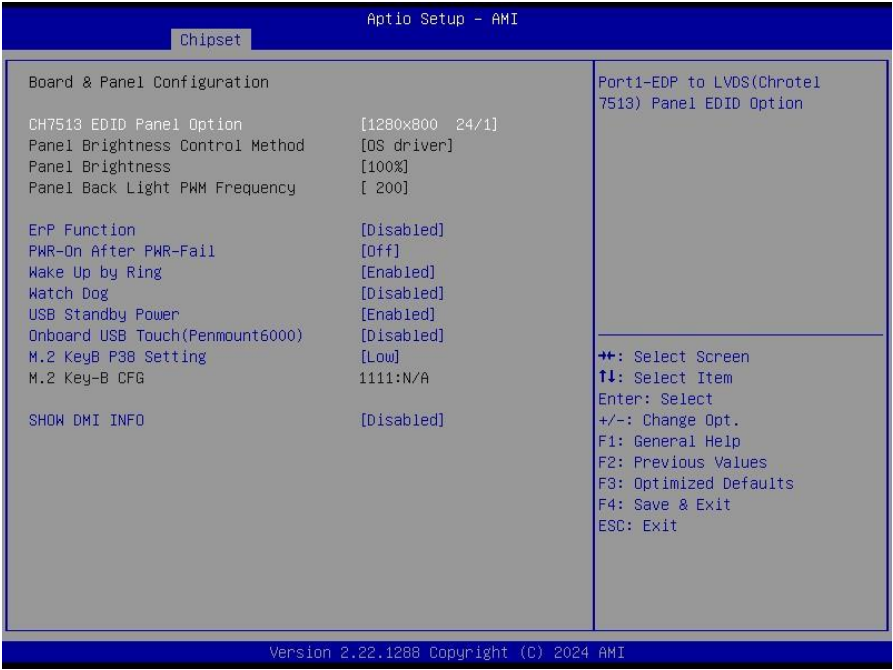 Aptio Setup - AMI
Chipset
Board & Panel Configuration
CH7513 EDID Panel Option [1280x800 24/1]
Panel Brightness Control Method [OS driver]
Panel Brightness [100%]
Panel Back Light PWM Frequency [ 200]
ErP Function [Disabled]
PWR-On After PWR-Fail [Off]
Wake Up by Ring [Enabled]
Watch Dog [Disabled]
USB Standby Power [Enabled]
Onboard USB Touch(Penmount6000) [Disabled]
M.2 KeyB P38 Setting [Low]
M.2 Key-B CFG 1111:N/A
SHOW DMI INFO [Disabled]
Port1-EDP to LVDS(Chrotel
7513) Panel EDID Option
→←: Select Screen
↑↓: Select Item
Enter: Select
+/-: Change Opt.
F1: General Help
F2: Previous Values
F3: Optimized Defaults
F4: Save & Exit
ESC: Exit
Version 2.22.1288 Copyright (C) 2024 AMI